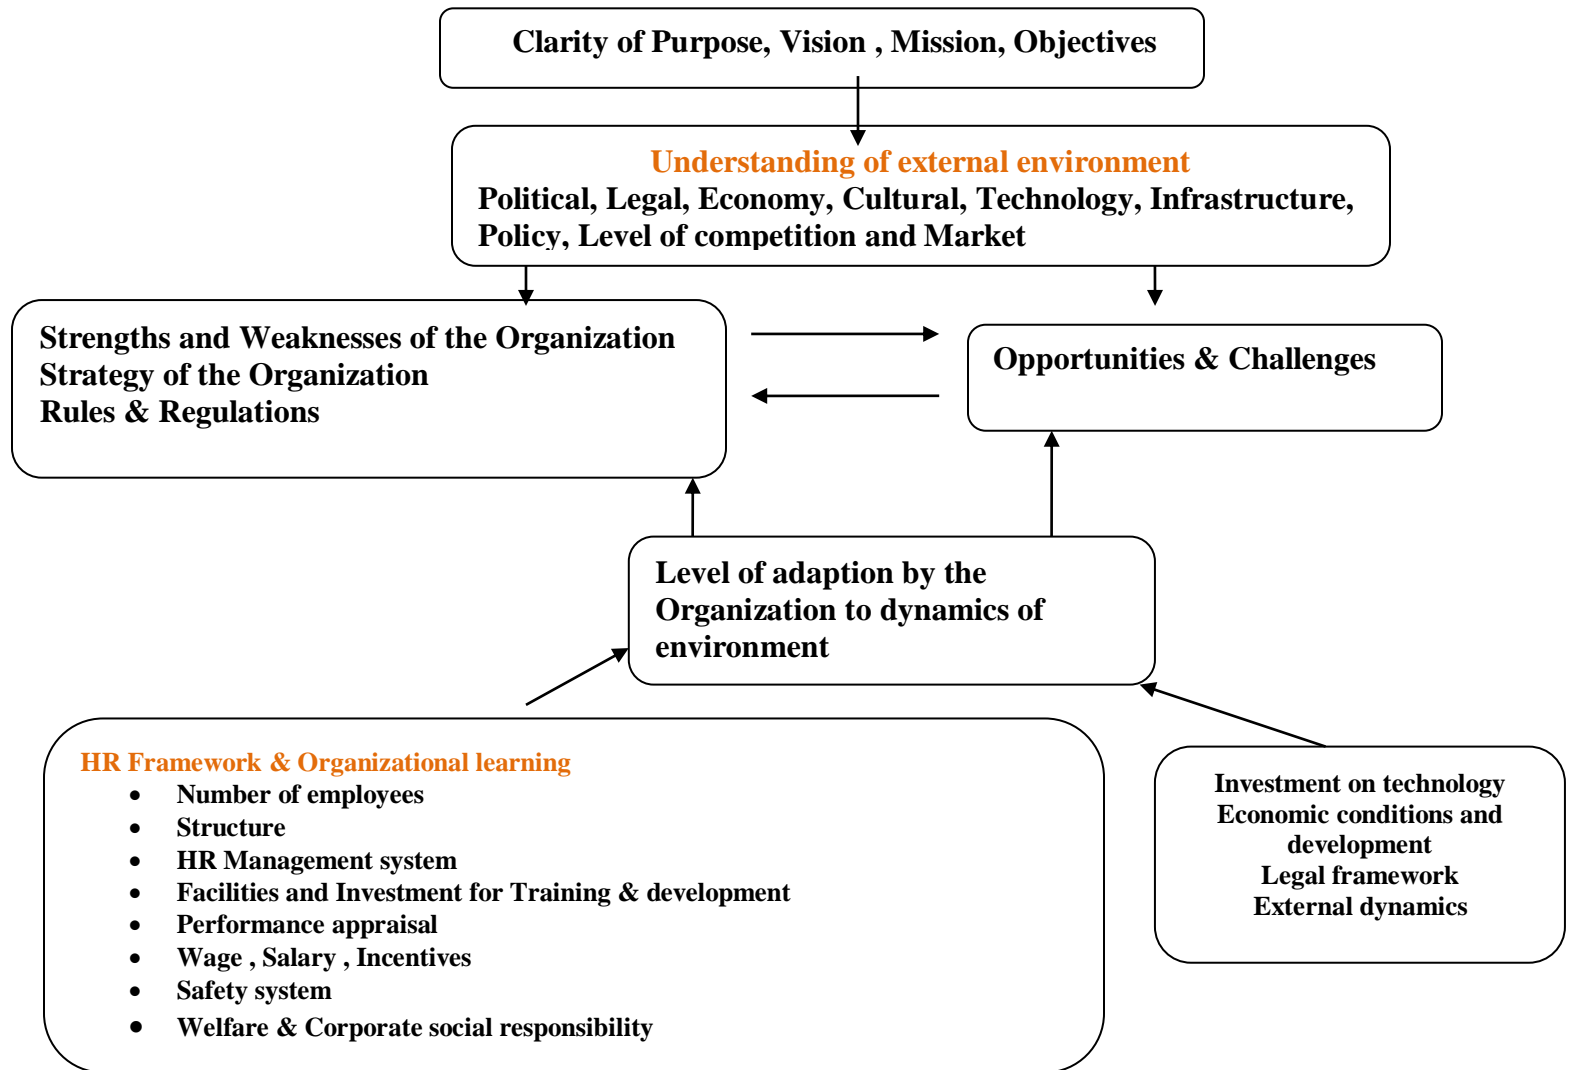 Clarity of Purpose, Vision , Mission, Objectives
Understanding of external environment
Political, Legal, Economy, Cultural, Technology, Infrastructure,
Policy, Level of competition and Market
Strengths and Weaknesses of the Organization
Strategy of the Organization
Rules & Regulations
Opportunities & Challenges
Level of adaption by the
Organization to dynamics of
environment
HR Framework & Organizational learning
• Number of employees
• Structure
• HR Management system
• Facilities and Investment for Training & development
• Performance appraisal
• Wage , Salary , Incentives
• Safety system
• Welfare & Corporate social responsibility
Investment on technology
Economic conditions and
development
Legal framework
External dynamics